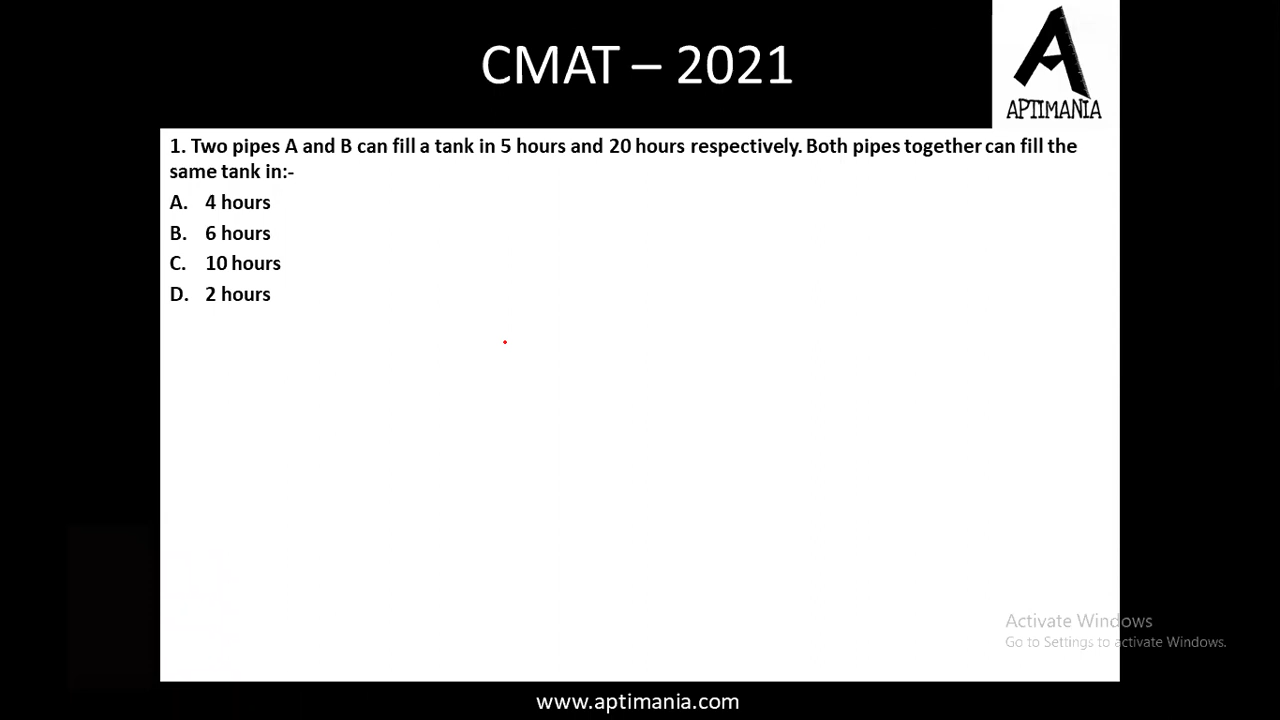 CMAT – 2021
APTIMANIA
1. Two pipes A and B can fill a tank in 5 hours and 20 hours respectively. Both pipes together can fill the
same tank in:-
A. 4 hours
B. 6 hours
C. 10 hours
D. 2 hours
Activate Windows
Go to Settings to activate Windows.
www.aptimania.com